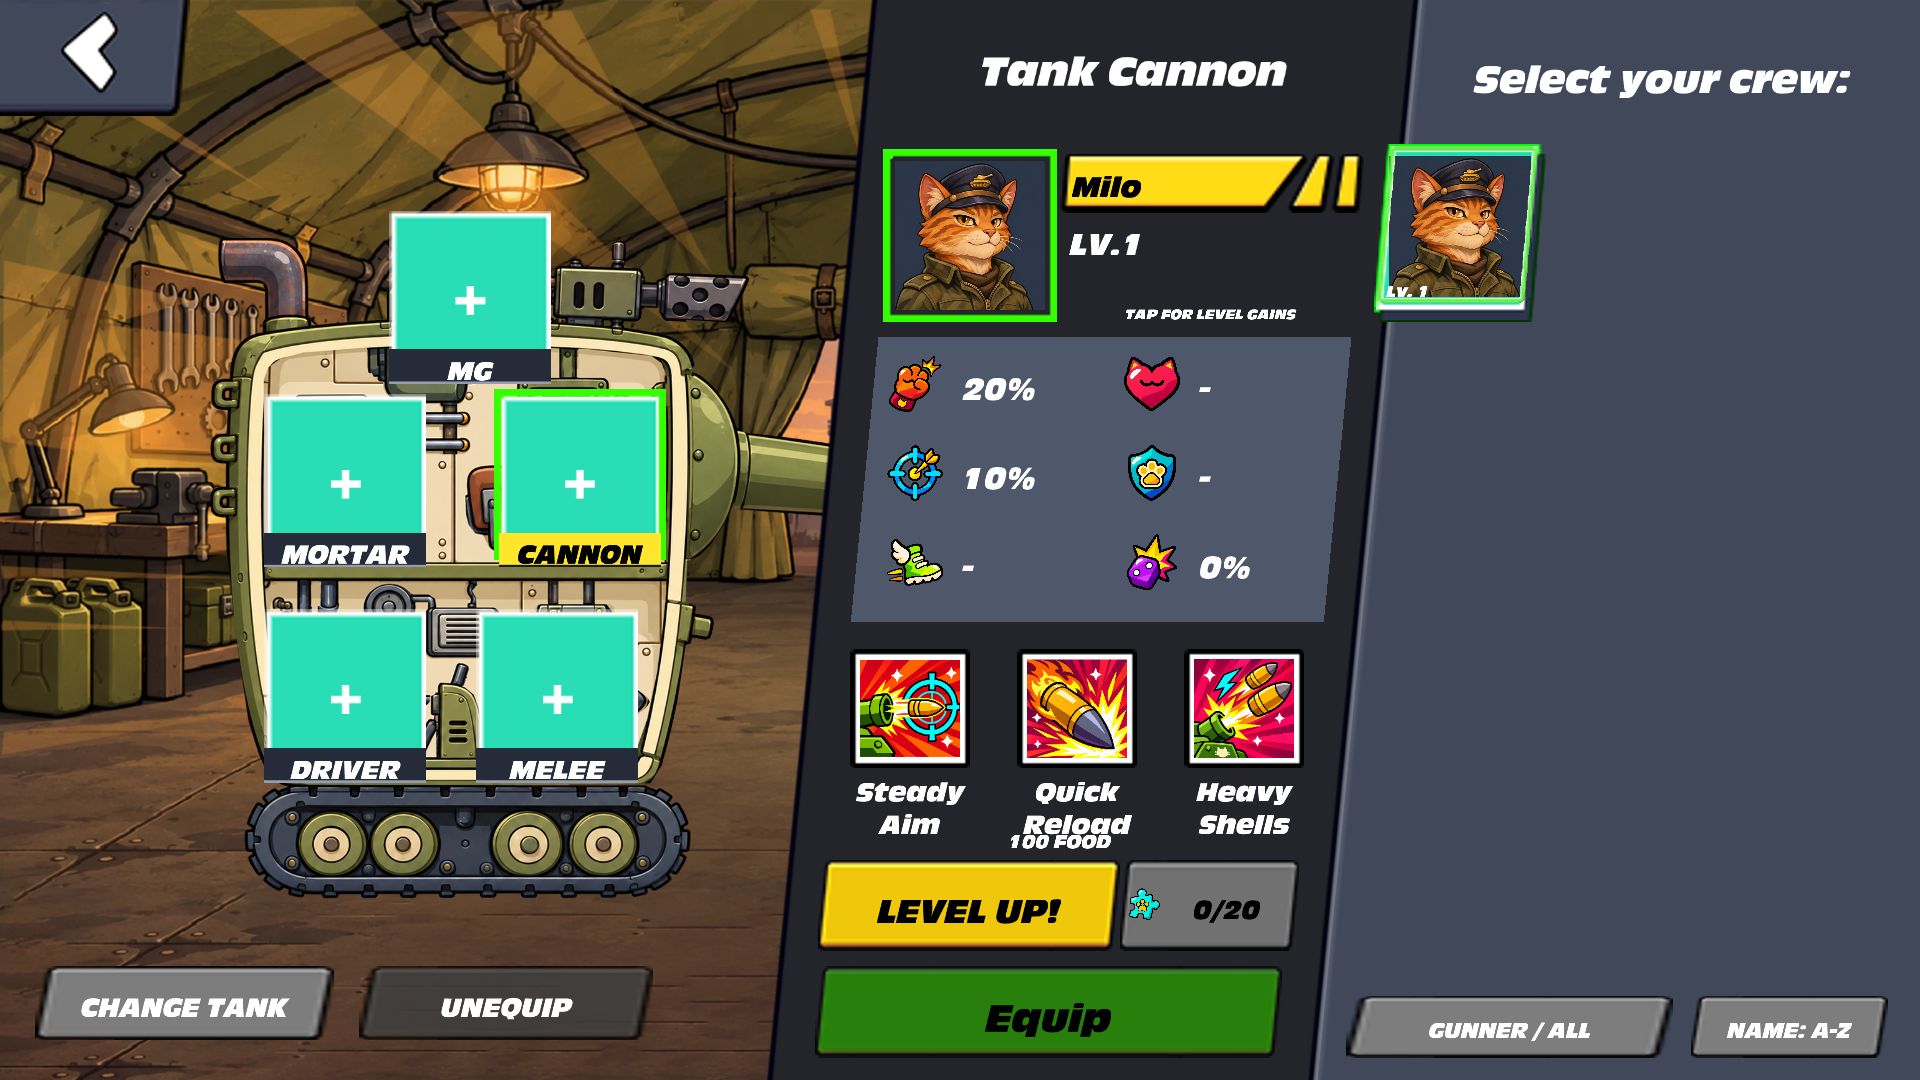 Tank Cannon
Select your crew:
Milo
LV.1
TAP FOR LEVEL GAINS
LV. 1
MG
MORTAR
CANNON
DRIVER
MELEE
20%
-
10%
-
-
0%
Steady
Aim
Quick
Reload
Heavy
Shells
100 FOOD
LEVEL UP!
0/20
Equip
CHANGE TANK
UNEQUIP
GUNNER / ALL
NAME: A-Z